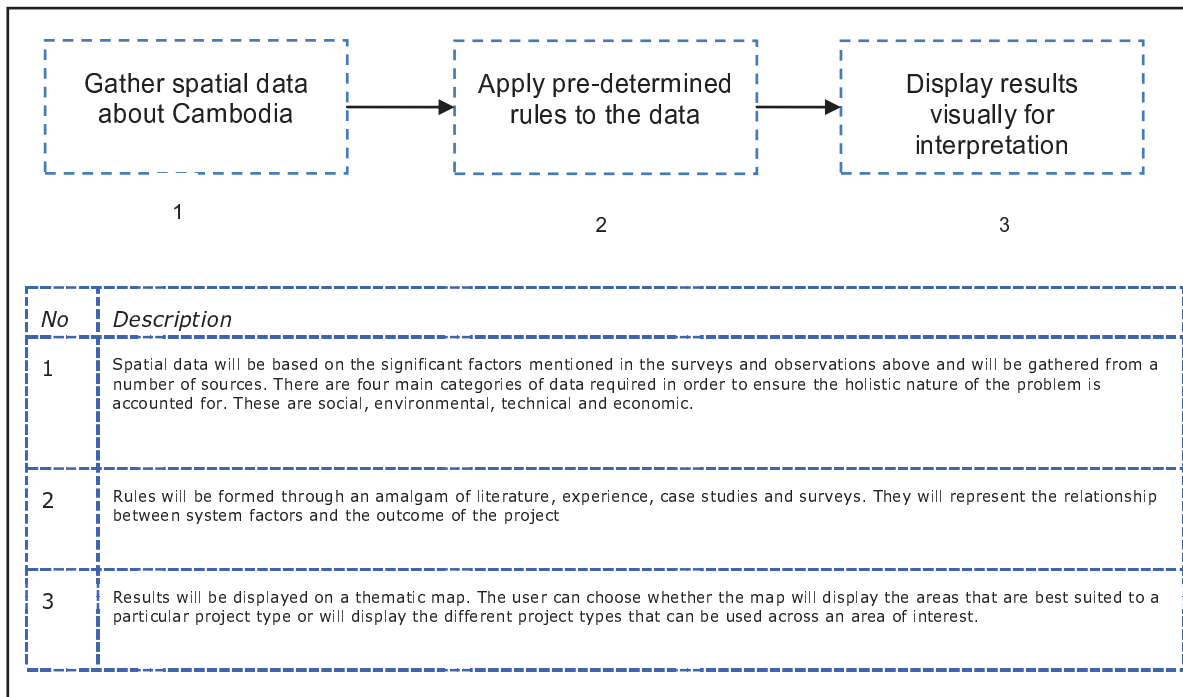 Gather spatial data
about Cambodia
Apply pre-determined
rules to the data
Display results
visually for
interpretation
1
2
3
No Description
1 Spatial data will be based on the significant factors mentioned in the surveys and observations above and will be gathered from a
number of sources. There are four main categories of data required in order to ensure the holistic nature of the problem is
accounted for. These are social, environmental, technical and economic.
2 Rules will be formed through an amalgam of literature, experience, case studies and surveys. They will represent the relationship
between system factors and the outcome of the project
3 Results will be displayed on a thematic map. The user can choose whether the map will display the areas that are best suited to a
particular project type or will display the different project types that can be used across an area of interest.